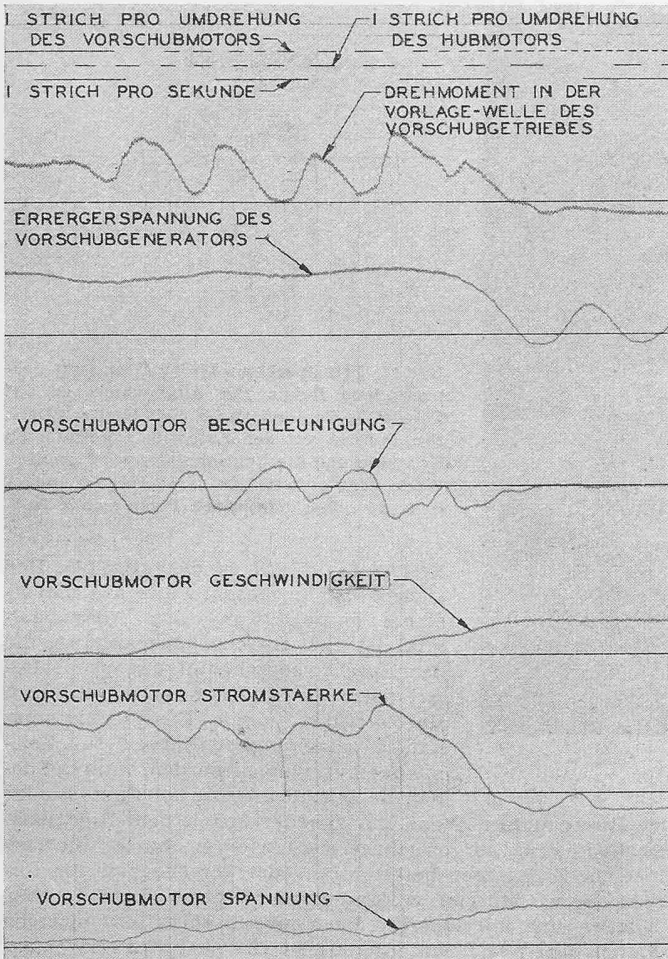 I STRICH PRO UMDREHUNG
DES VORSCHUBMOTORS
I STRICH PRO UMDREHUNG
DES HUBMOTORS
I STRICH PRO SEKUNDE
DREHMOMENT IN DER
VORLAGE-WELLE DES
VORSCHUBGETRIEBES
ERRERGERSPANNUNG DES
VORSCHUBGENERATORS
VORSCHUBMOTOR BESCHLEUNIGUNG
VORSCHUBMOTOR GESCHWINDIGKEIT
VORSCHUBMOTOR STROMSTAERKE
VORSCHUBMOTOR SPANNUNG